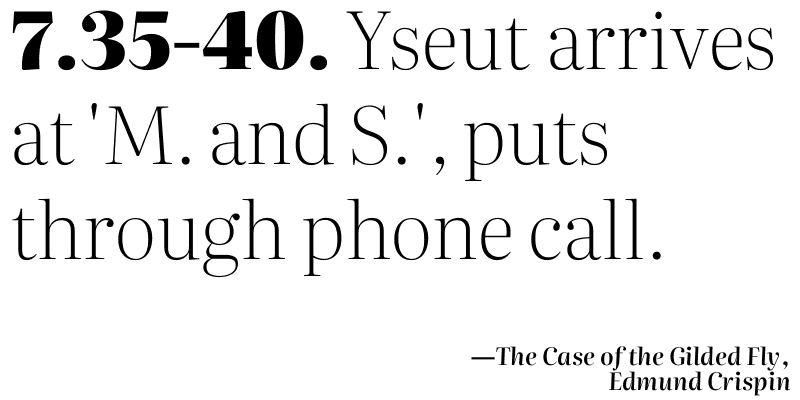 7.35-40. Yseut arrives
at 'M. and S.', puts
through phone call.
—The Case of the Gilded Fly,
Edmund Crispin